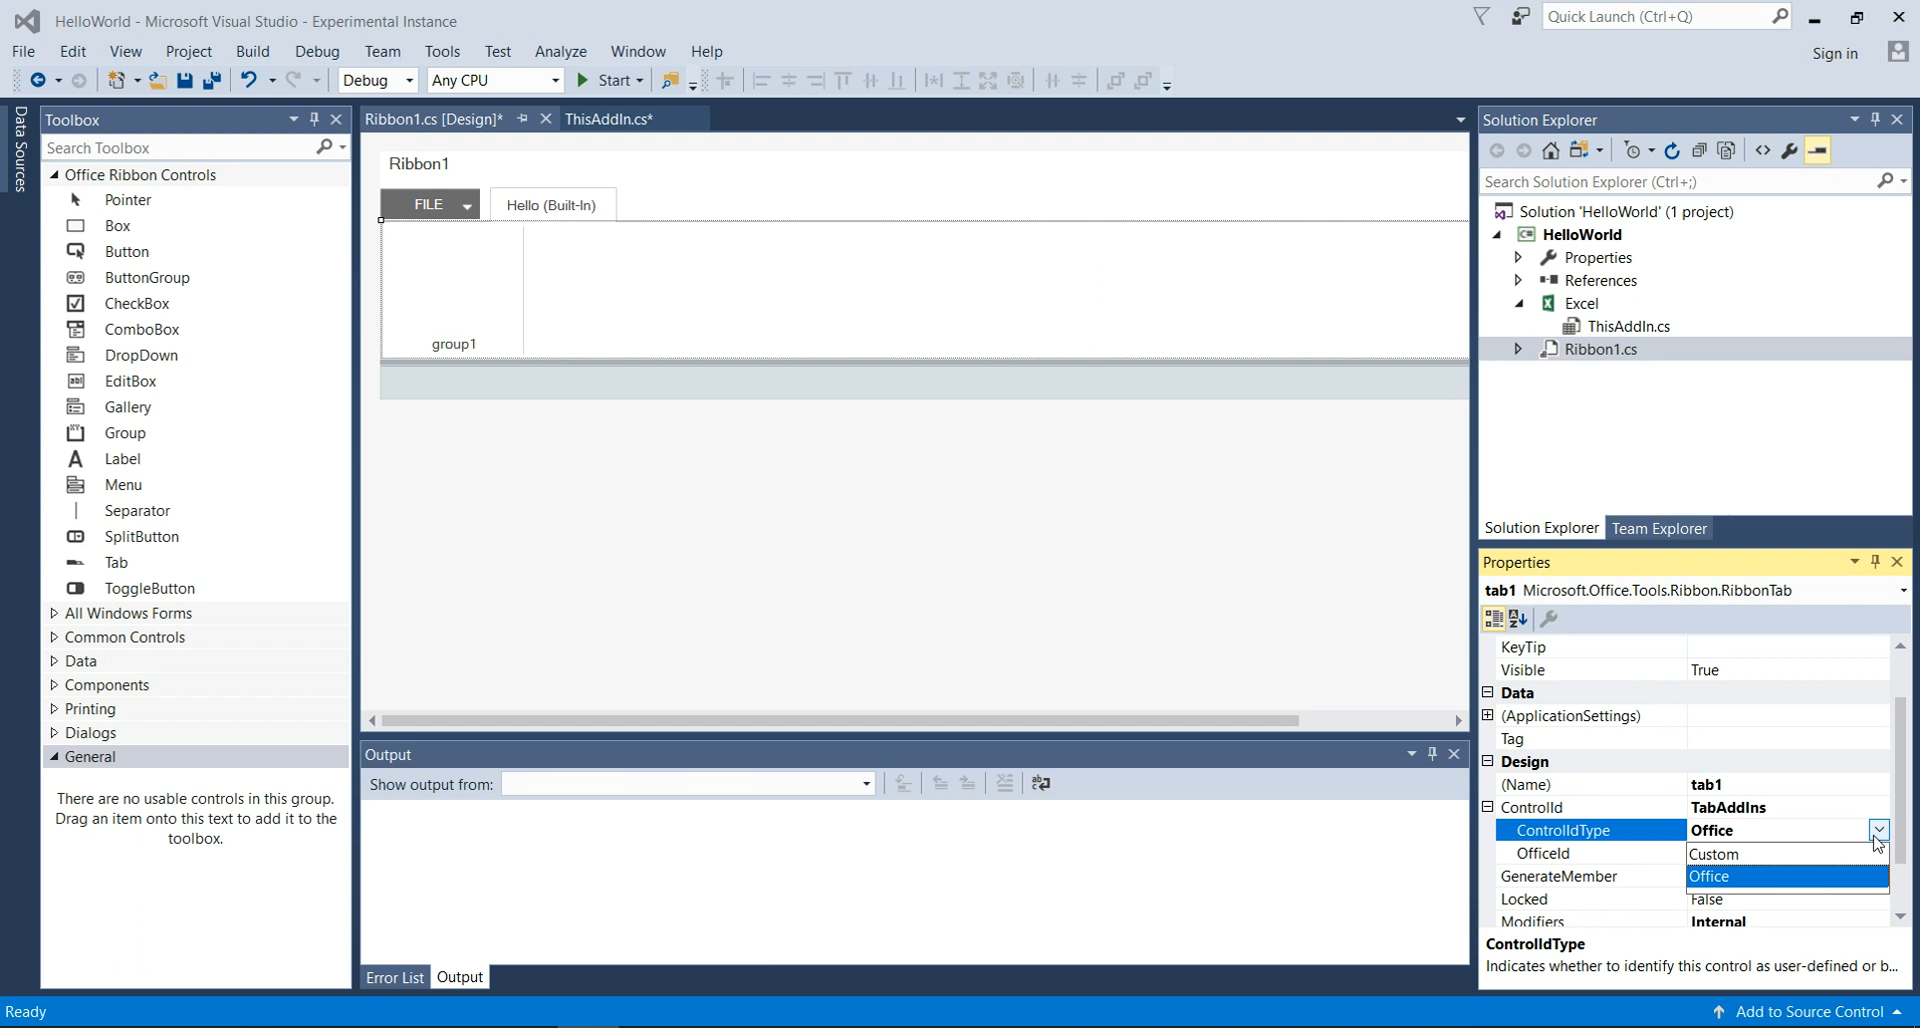 HelloWorld - Microsoft Visual Studio - Experimental Instance
Quick Launch (Ctrl+Q)
File Edit View Project Build Debug Team Tools Test Analyze Window Help
Sign in
Debug Any CPU Start
Data Sources
Toolbox
Search Toolbox
Office Ribbon Controls
Pointer
Box
Button
ButtonGroup
CheckBox
ComboBox
DropDown
EditBox
Gallery
Group
Label
Menu
Separator
SplitButton
Tab
ToggleButton
All Windows Forms
Common Controls
Data
Components
Printing
Dialogs
General
There are no usable controls in this group.
Drag an item onto this text to add it to the
toolbox.
Ribbon1.cs [Design]* ThisAddIn.cs*
Ribbon1
FILE Hello (Built-In)
group1
Output
Show output from:
Error List Output
Solution Explorer
Search Solution Explorer (Ctrl+;)
Solution 'HelloWorld' (1 project)
HelloWorld
Properties
References
Excel
ThisAddIn.cs
Ribbon1.cs
Solution Explorer Team Explorer
Properties
tab1 Microsoft.Office.Tools.Ribbon.RibbonTab
KeyTip
Visible True
Data
(ApplicationSettings)
Tag
Design
(Name) tab1
ControlId TabAddIns
ControlIdType Office
OfficeId Custom
GenerateMember Office
Locked False
Modifiers Internal
ControlIdType
Indicates whether to identify this control as user-defined or b...
Ready
Add to Source Control